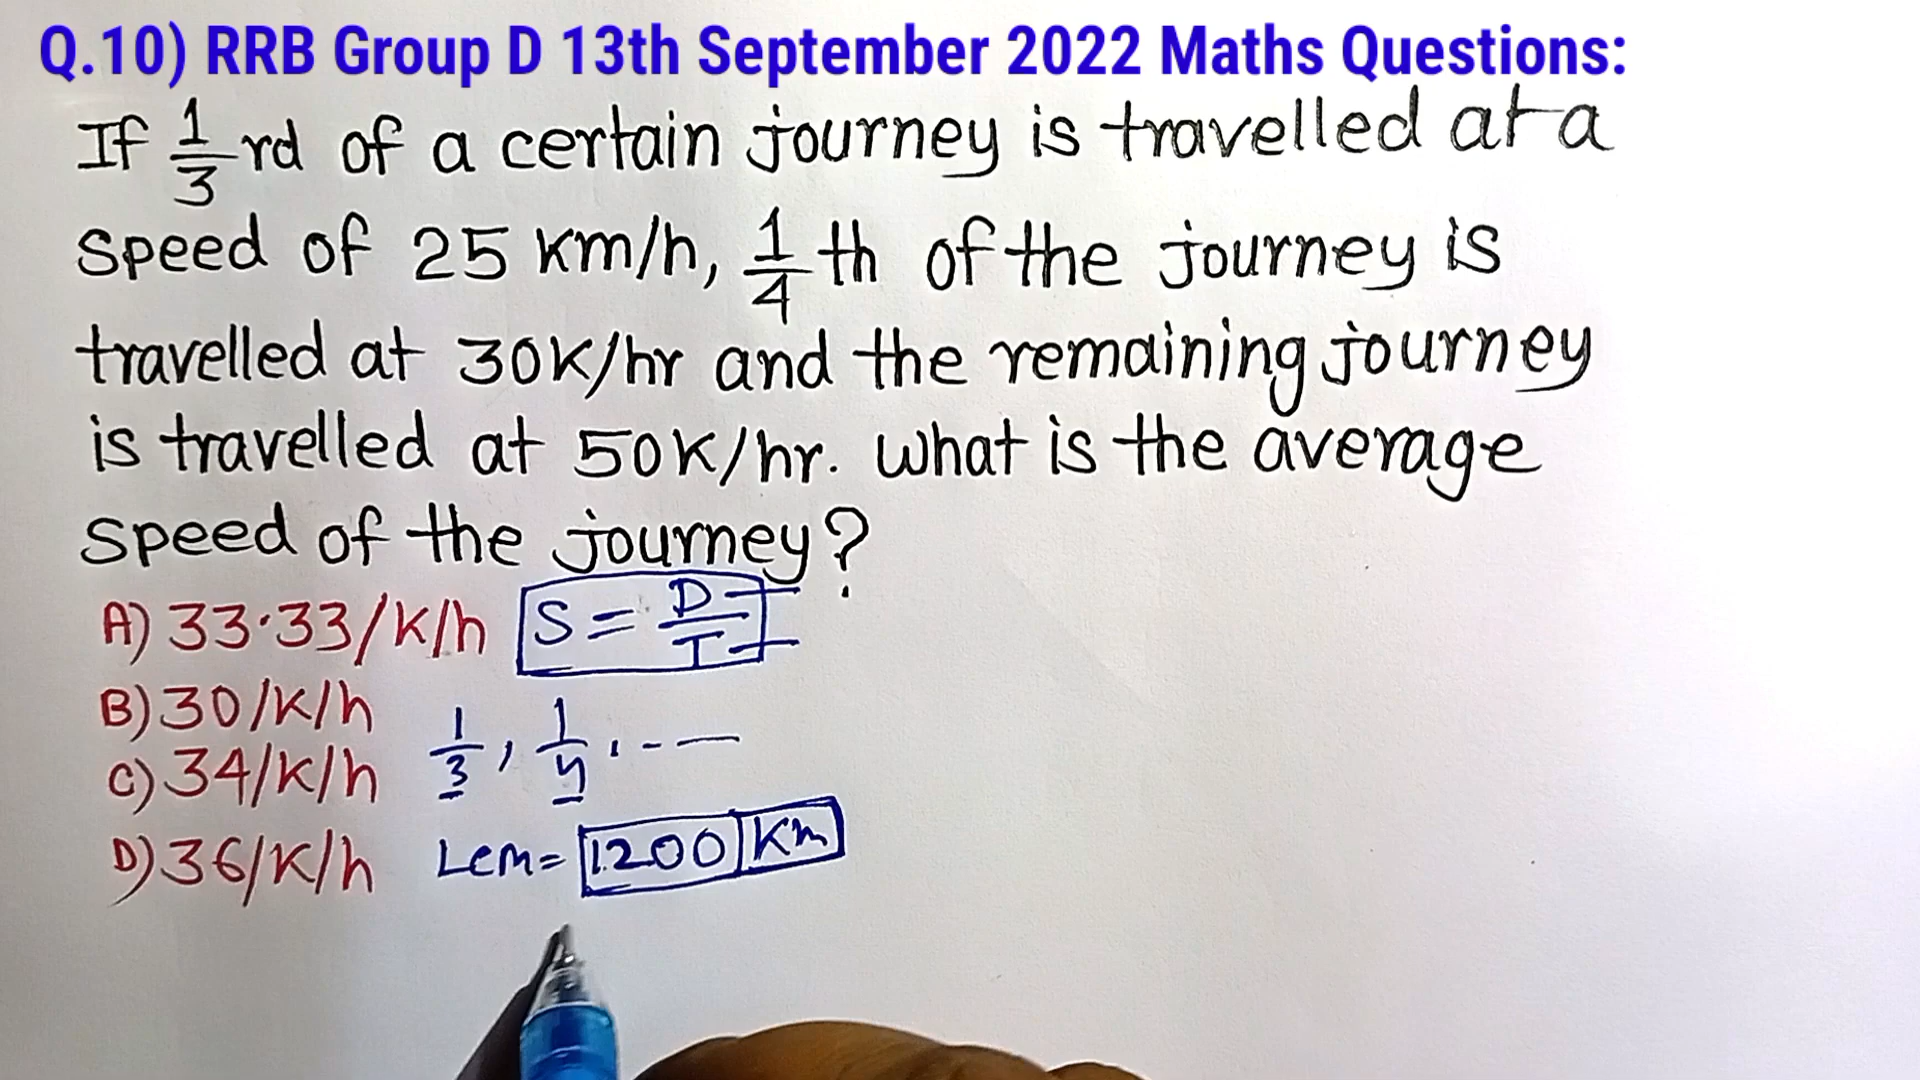 Q.10) RRB Group D 13th September 2022 Maths Questions:
If 1/3 rd of a certain journey is travelled at a
speed of 25 km/h, 1/4 th of the journey is
travelled at 30K/hr and the remaining journey
is travelled at 50K/hr. what is the average
speed of the journey?
A) 33.33/K/h
S = D/T
B) 30/K/h
1/3, 1/4, - —
C) 34/K/h
D) 36/K/h
LCM = 1200 Km